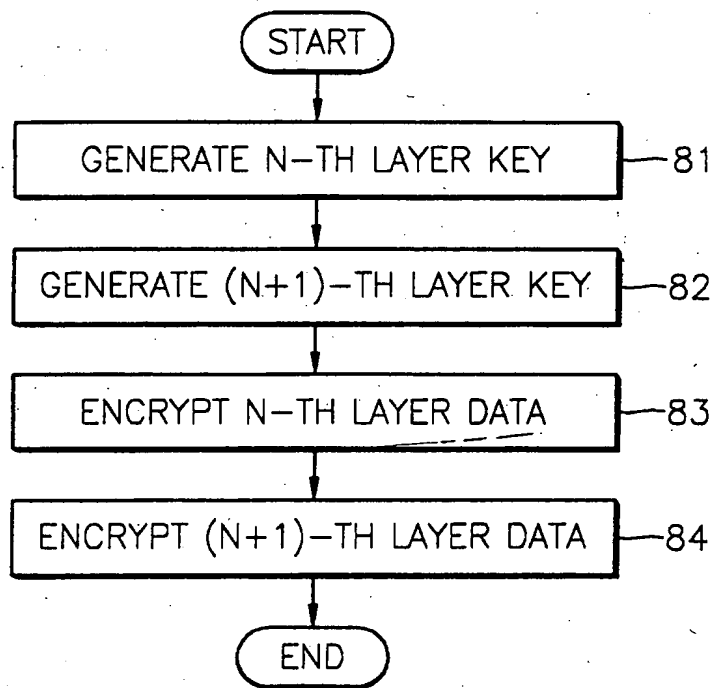 START
GENERATE N-TH LAYER KEY 81
GENERATE (N+1)-TH LAYER KEY 82
ENCRYPT N-TH LAYER DATA 83
ENCRYPT (N+1)-TH LAYER DATA 84
END